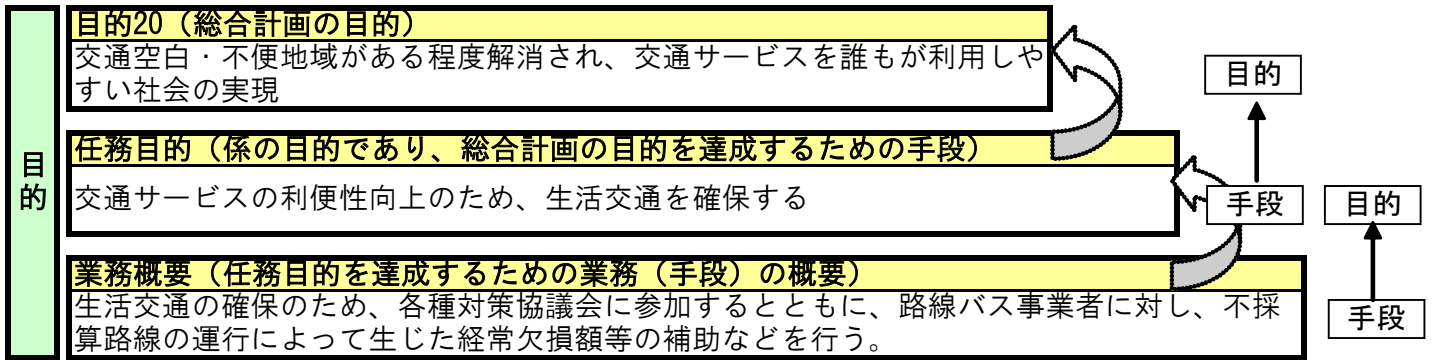 目的
目的20（総合計画の目的）
交通空白・不便地域がある程度解消され、交通サービスを誰もが利用しや
すい社会の実現
任務目的（係の目的であり、総合計画の目的を達成するための手段）
交通サービスの利便性向上のため、生活交通を確保する
業務概要（任務目的を達成するための業務（手段）の概要）
生活交通の確保のため、各種対策協議会に参加するとともに、路線バス事業者に対し、不採
算路線の運行によって生じた経常欠損額等の補助などを行う。
目的
手段
目的
手段